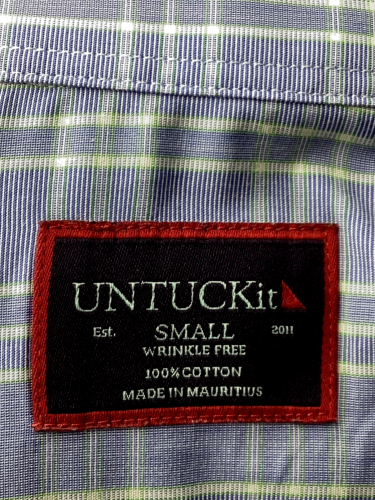 UNTUCKit
Est. SMALL 2011
WRINKLE FREE
100% COTTON
MADE IN MAURITIUS